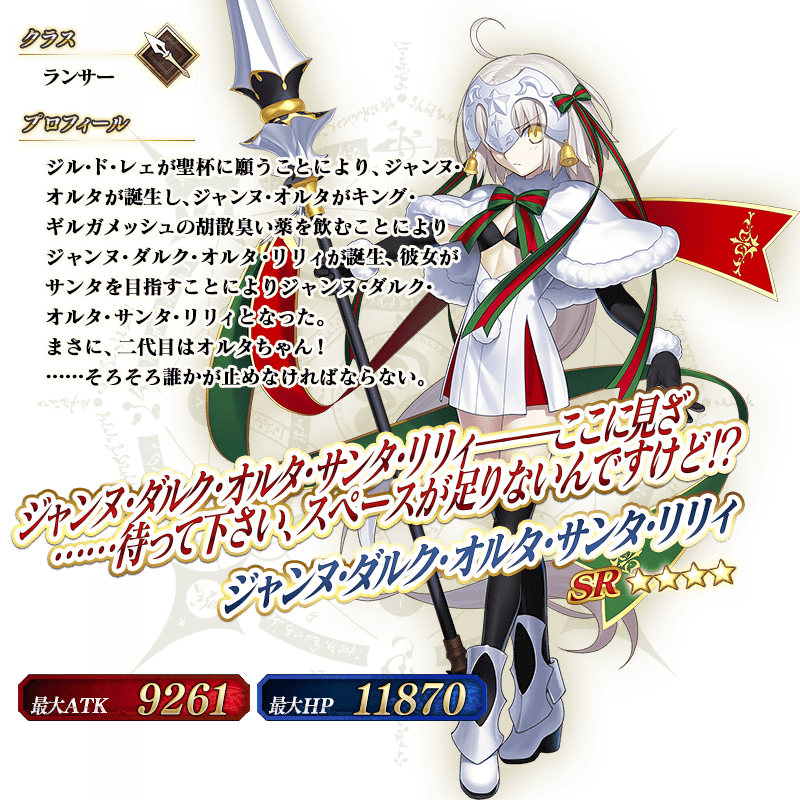 クラス
ランサー
プロフィール
ジル・ド・レェが聖杯に願うことにより、ジャンヌ・
オルタが誕生し、ジャンヌ・オルタがキング・
ギルガメッシュの胡散臭い薬を飲むことにより
ジャンヌ・ダルク・オルタ・リリィが誕生、彼女が
サンタを目指すことによりジャンヌ・ダルク・
オルタ・サンタ・リリィとなった。
まさに、二代目はオルタちゃん！
……そろそろ誰かが止めなければならない。
ジャンヌ・ダルク・オルタ・サンタ・リリィ――ここに見ざ
……待って下さい、スペースが足りないんですけど!?
ジャンヌ・ダルク・オルタ・サンタ・リリィ
SR ☆☆☆☆
最大ATK 9261
最大HP 11870